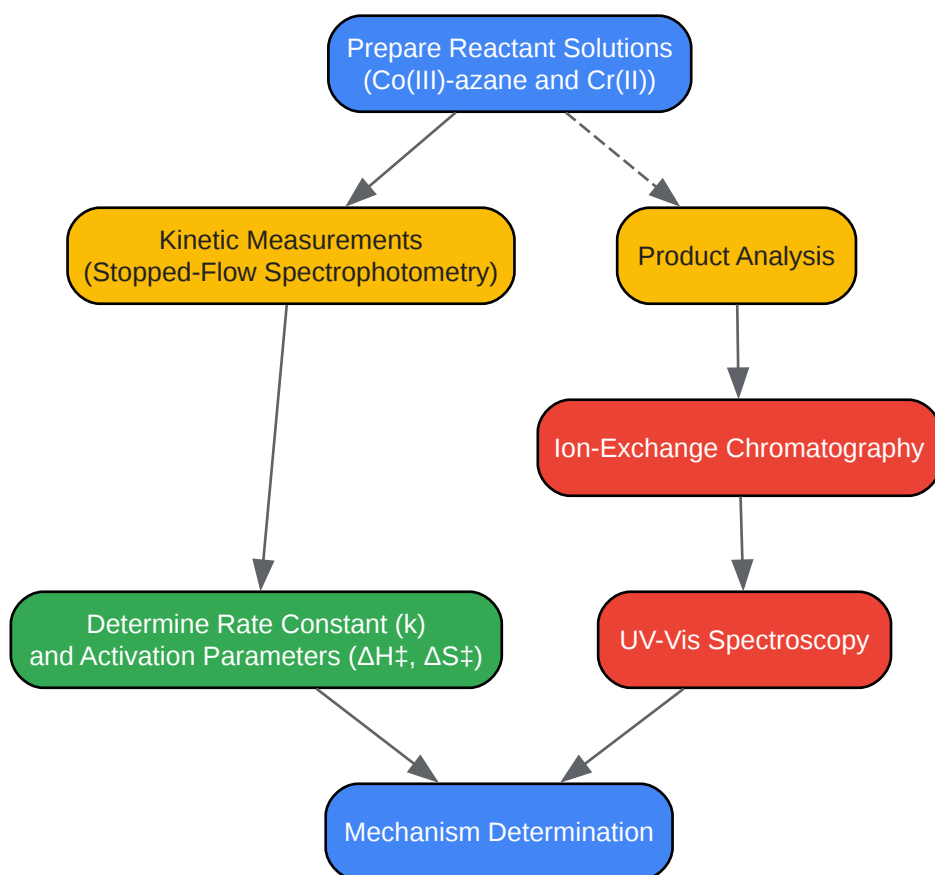 Prepare Reactant Solutions
(Co(III)-azane and Cr(II))
Kinetic Measurements
(Stopped-Flow Spectrophotometry)
Product Analysis
Ion-Exchange Chromatography
Determine Rate Constant (k)
and Activation Parameters (ΔH‡, ΔS‡)
UV-Vis Spectroscopy
Mechanism Determination